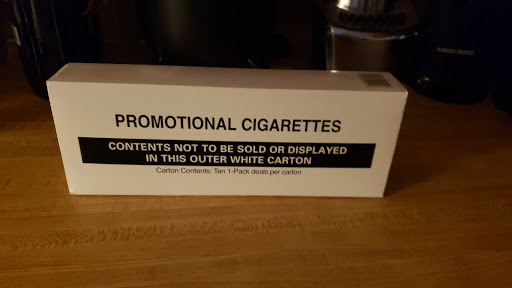 PROMOTIONAL CIGARETTES
CONTENTS NOT TO BE SOLD OR DISPLAYED
IN THIS OUTER WHITE CARTON
Carton Contents: Ten 1-Pack deals per carton